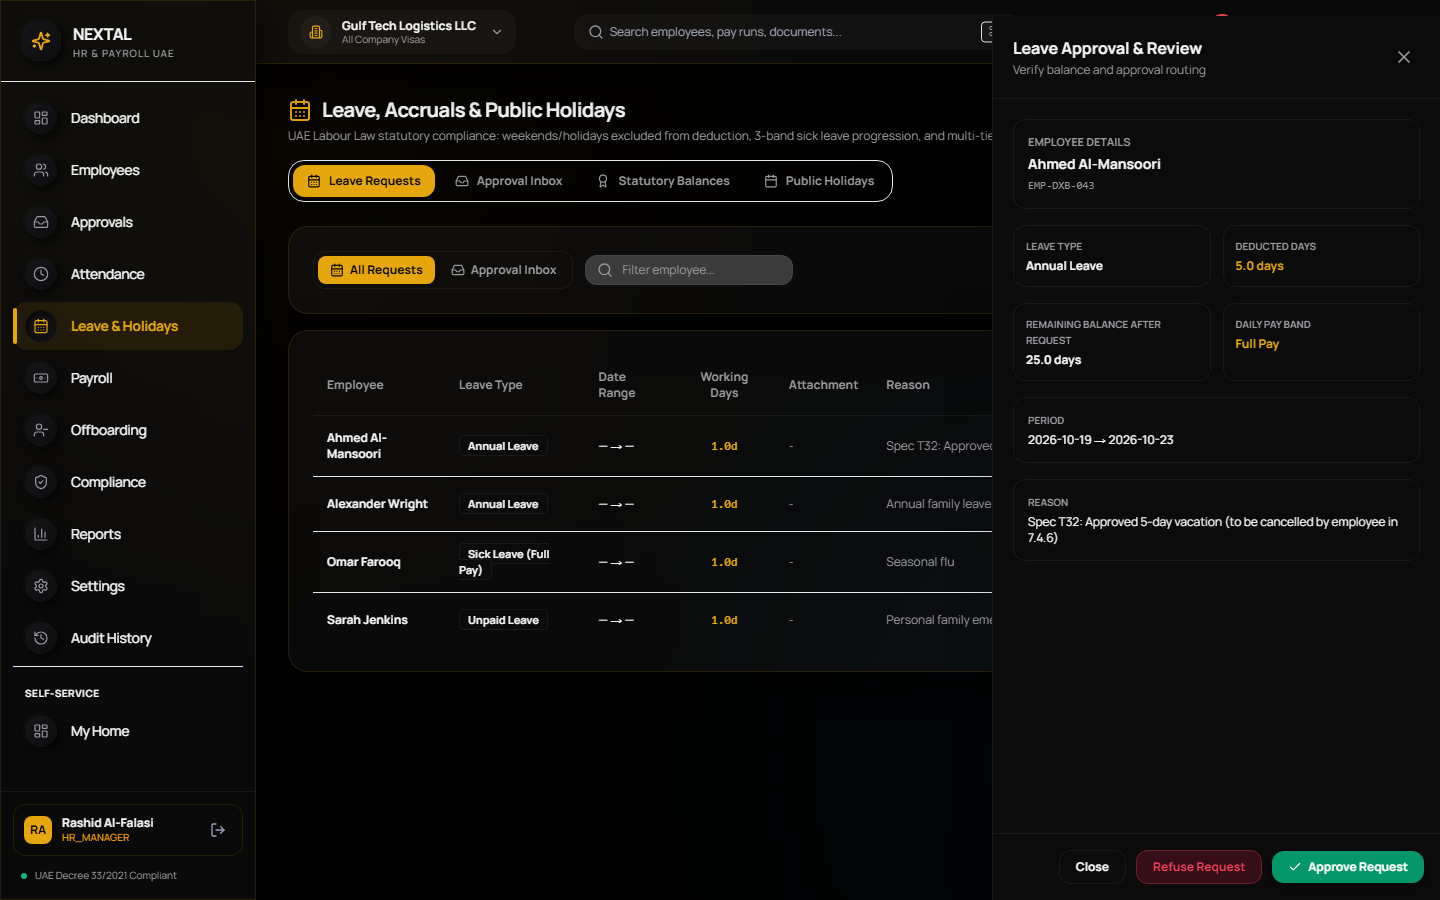 NEXTAL
HR & PAYROLL UAE
Dashboard
Employees
Approvals
Attendance
Leave & Holidays
Payroll
Offboarding
Compliance
Reports
Settings
Audit History
SELF-SERVICE
My Home
RA
Rashid Al-Falasi
HR_MANAGER
UAE Decree 33/2021 Compliant
Gulf Tech Logistics LLC
All Company Visas
Search employees, pay runs, documents...
Leave, Accruals & Public Holidays
UAE Labour Law statutory compliance: weekends/holidays excluded from deduction, 3-band sick leave progression, and multi-tie
Leave Requests
Approval Inbox
Statutory Balances
Public Holidays
All Requests
Approval Inbox
Filter employee...
Employee
Leave Type
Date
Range
Working
Days
Attachment
Reason
Ahmed Al-
Mansoori
Annual Leave
— → —
1.0d
-
Spec T32: Approved
Alexander Wright
Annual Leave
— → —
1.0d
-
Annual family leave
Omar Farooq
Sick Leave (Full
Pay)
— → —
1.0d
-
Seasonal flu
Sarah Jenkins
Unpaid Leave
— → —
1.0d
-
Personal family eme
Leave Approval & Review
Verify balance and approval routing
EMPLOYEE DETAILS
Ahmed Al-Mansoori
EMP-DXB-043
LEAVE TYPE
Annual Leave
DEDUCTED DAYS
5.0 days
REMAINING BALANCE AFTER
REQUEST
25.0 days
DAILY PAY BAND
Full Pay
PERIOD
2026-10-19 → 2026-10-23
REASON
Spec T32: Approved 5-day vacation (to be cancelled by employee in
7.4.6)
Close
Refuse Request
Approve Request